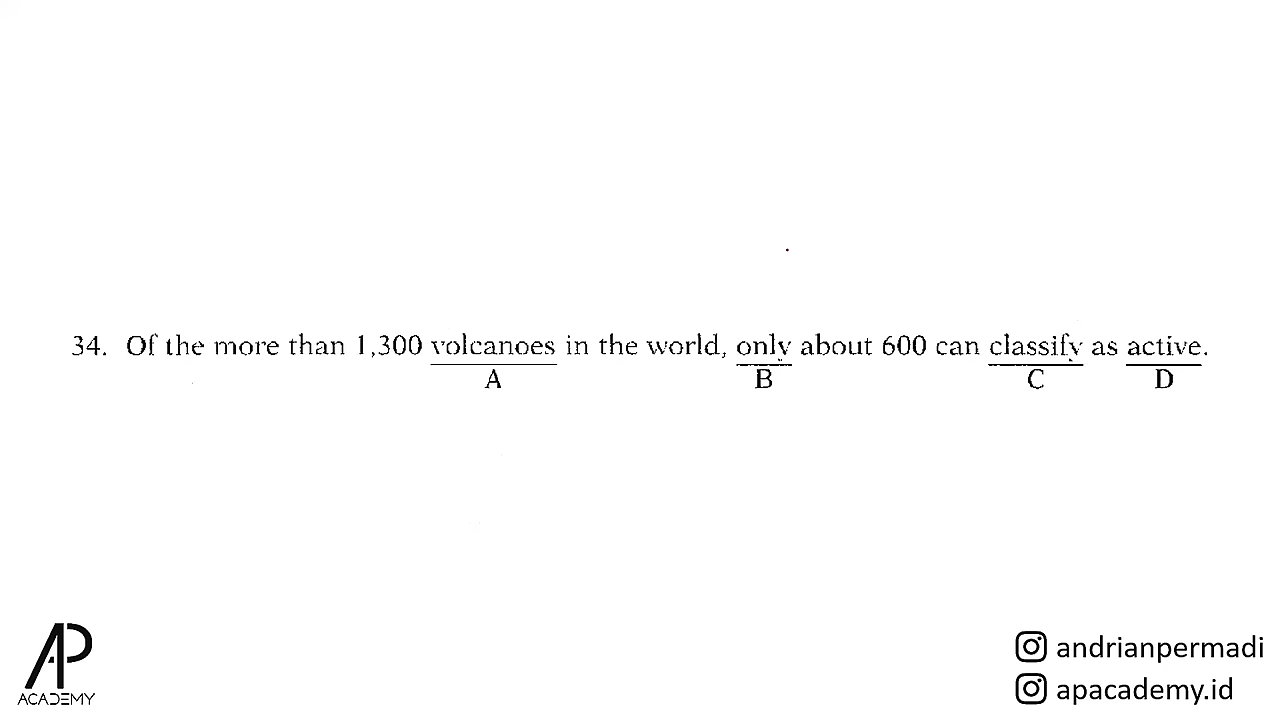 34. Of the more than 1,300 volcanoes in the world, only about 600 can classify as active.
A B C D
AP
ACADEMY
andrianpermadi
apacademy.id